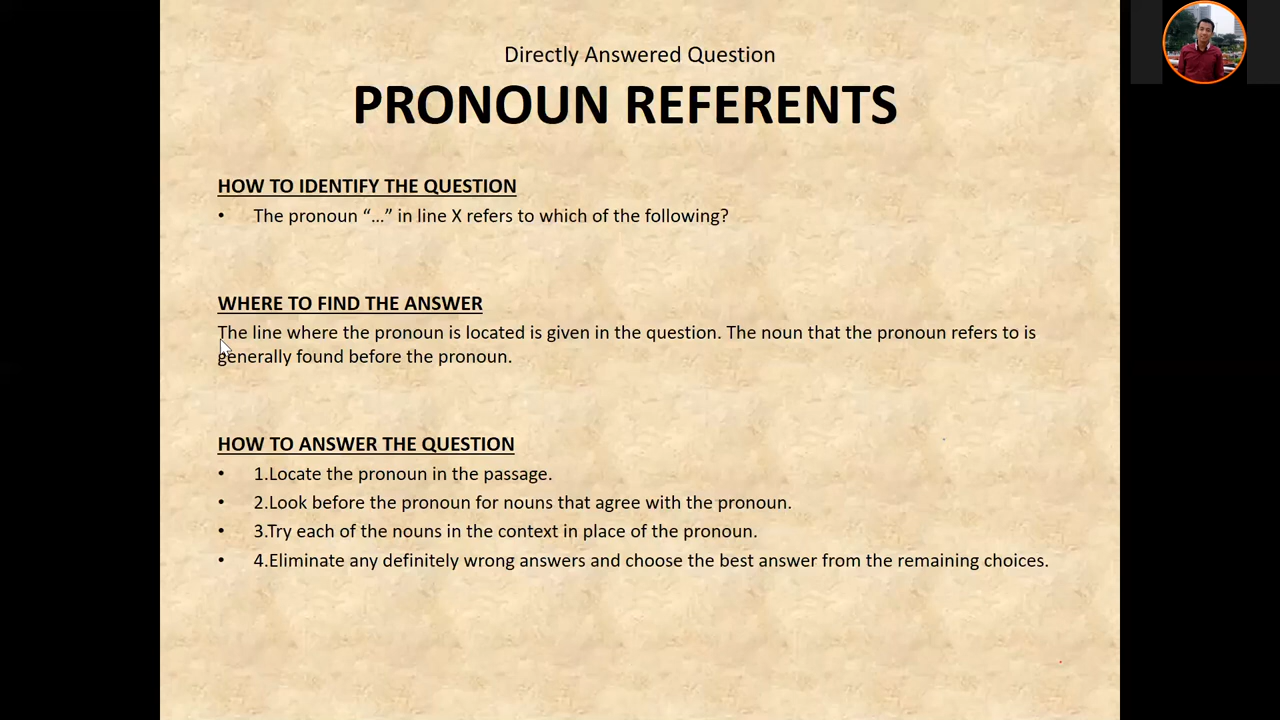 Directly Answered Question
PRONOUN REFERENTS
HOW TO IDENTIFY THE QUESTION
• The pronoun “...” in line X refers to which of the following?
WHERE TO FIND THE ANSWER
The line where the pronoun is located is given in the question. The noun that the pronoun refers to is
generally found before the pronoun.
HOW TO ANSWER THE QUESTION
• 1.Locate the pronoun in the passage.
• 2.Look before the pronoun for nouns that agree with the pronoun.
• 3.Try each of the nouns in the context in place of the pronoun.
• 4.Eliminate any definitely wrong answers and choose the best answer from the remaining choices.